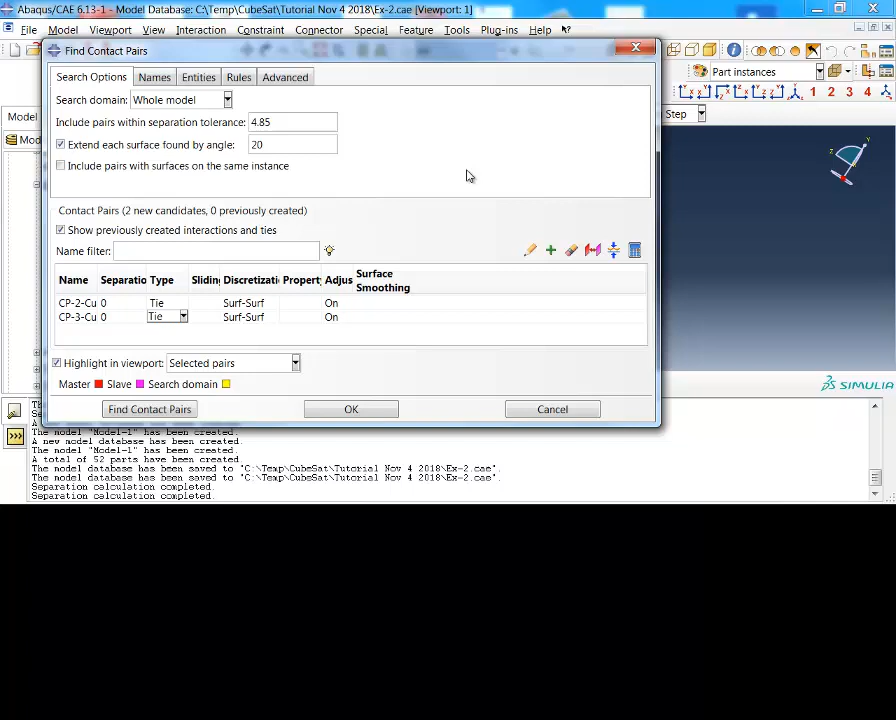 Abaqus/CAE 6.13-1 - Model Database: C:\Temp\CubeSat\Tutorial Nov 4 2018\Ex-2.cae [Viewport: 1]
File Model Viewport View Interaction Constraint Connector Special Feature Tools Plug-ins Help
Find Contact Pairs
Part instances
Search Options Names Entities Rules Advanced
1 2 3 4
Search domain: Whole model
Step
Model
Include pairs within separation tolerance: 4.85
Mod
Extend each surface found by angle: 20
Include pairs with surfaces on the same instance
Contact Pairs (2 new candidates, 0 previously created)
Show previously created interactions and ties
Name filter:
Name Separatio Type Sliding Discretizati Property Adjus Surface
Smoothing
CP-2-Cu 0 Tie Surf-Surf On
CP-3-Cu 0 Tie Surf-Surf On
Highlight in viewport: Selected pairs
Master Slave Search domain
SIMULIA
Find Contact Pairs OK Cancel
A new model database has been created.
The model "Model-1" has been created.
A total of 52 parts have been created.
The model database has been saved to "C:\Temp\CubeSat\Tutorial Nov 4 2018\Ex-2.cae".
The model database has been saved to "C:\Temp\CubeSat\Tutorial Nov 4 2018\Ex-2.cae".
Separation calculation completed.
Separation calculation completed.